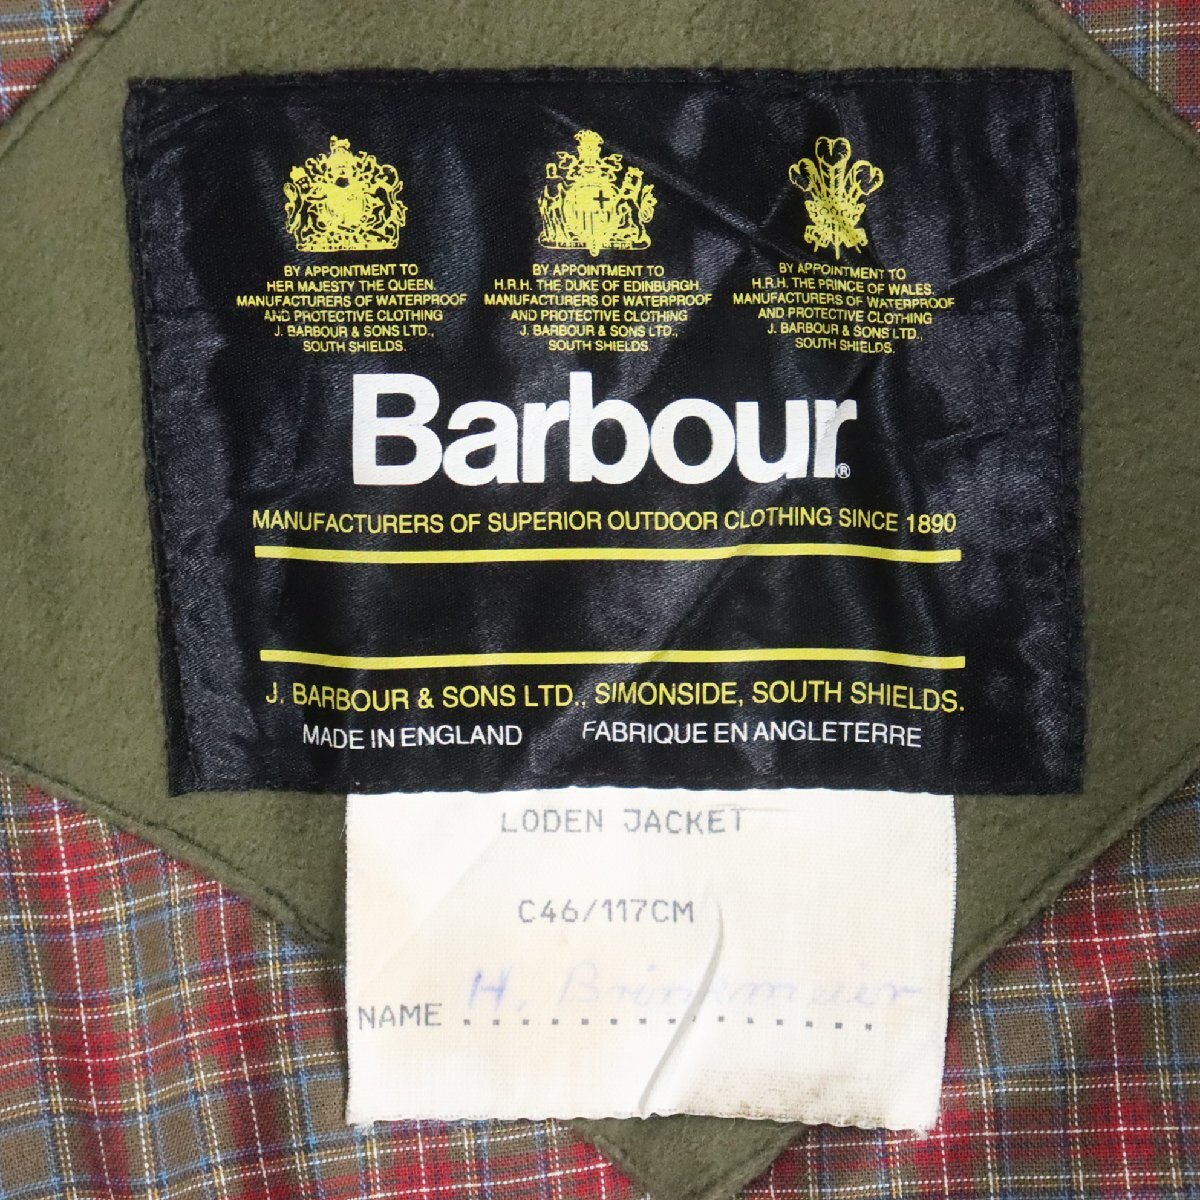 BY APPOINTMENT TO
HER MAJESTY THE QUEEN.
MANUFACTURERS OF WATERPROOF
AND PROTECTIVE CLOTHING
J. BARBOUR & SONS LTD.,
SOUTH SHIELDS.
BY APPOINTMENT TO
H.R.H. THE DUKE OF EDINBURGH
MANUFACTURERS OF WATERPROOF
AND PROTECTIVE CLOTHING
J. BARBOUR & SONS LTD.,
SOUTH SHIELDS.
BY APPOINTMENT TO
H.R.H. THE PRINCE OF WALES.
MANUFACTURERS OF WATERPROOF
AND PROTECTIVE CLOTHING
J. BARBOUR & SONS LTD.,
SOUTH SHIELDS.
Barbour®
MANUFACTURERS OF SUPERIOR OUTDOOR CLOTHING SINCE 1890
J. BARBOUR & SONS LTD., SIMONSIDE, SOUTH SHIELDS.
MADE IN ENGLAND FABRIQUE EN ANGLETERRE
LODEN JACKET
C46/117CM
NAME H.